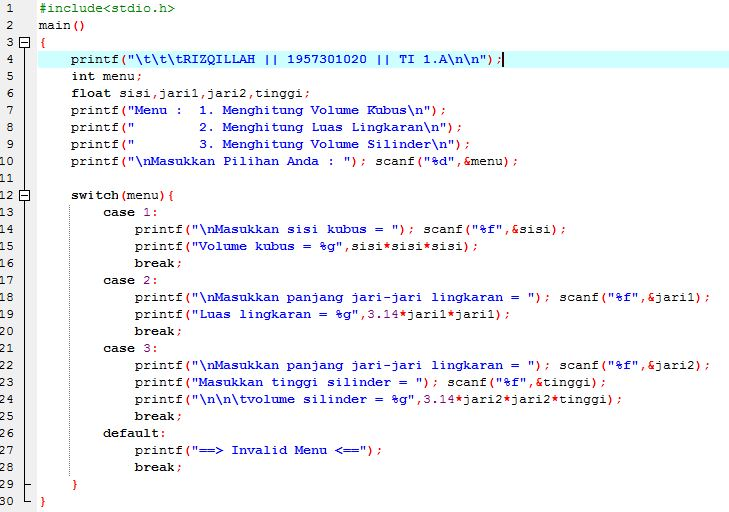 1 #include<stdio.h>
2 main()
3 {
4 printf("\t\t\tRIZQILLAH || 1957301020 || TI 1.A\n\n");
5 int menu;
6 float sisi,jari1,jari2,tinggi;
7 printf("Menu :  1. Menghitung Volume Kubus\n");
8 printf("        2. Menghitung Luas Lingkaran\n");
9 printf("        3. Menghitung Volume Silinder\n");
10 printf("\nMasukkan Pilihan Anda : "); scanf("%d",&menu);
11
12 switch(menu){
13 case 1:
14 printf("\nMasukkan sisi kubus = "); scanf("%f",&sisi);
15 printf("Volume kubus = %g",sisi*sisi*sisi);
16 break;
17 case 2:
18 printf("\nMasukkan panjang jari-jari lingkaran = "); scanf("%f",&jari1);
19 printf("Luas lingkaran = %g",3.14*jari1*jari1);
20 break;
21 case 3:
22 printf("\nMasukkan panjang jari-jari lingkaran = "); scanf("%f",&jari2);
23 printf("Masukkan tinggi silinder = "); scanf("%f",&tinggi);
24 printf("\n\n\tvolume silinder = %g",3.14*jari2*jari2*tinggi);
25 break;
26 default:
27 printf("==> Invalid Menu <==");
28 break;
29 }
30 }